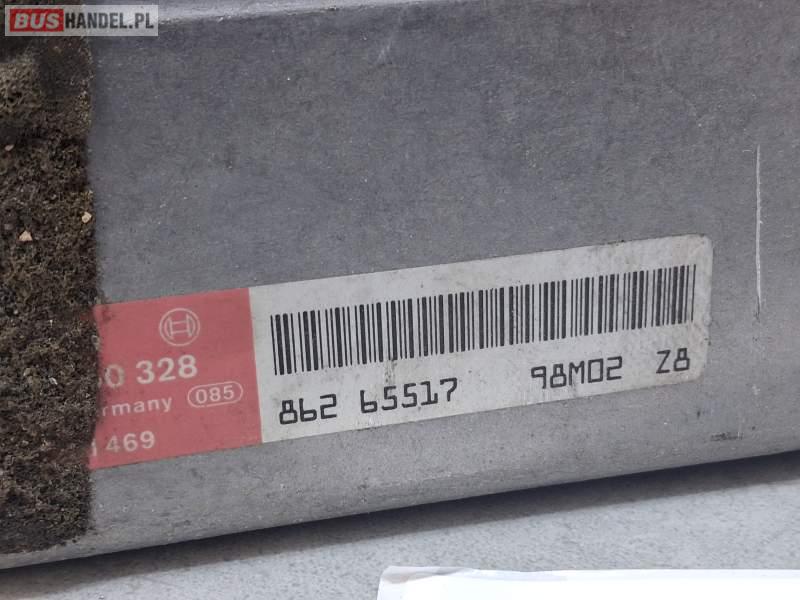 BUSHANDEL.PL
0 328
rmany 085
469
862 65517 98M02 Z8